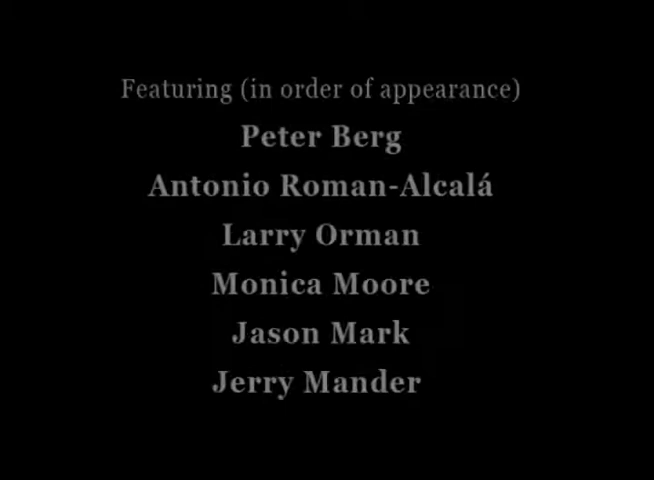 Featuring (in order of appearance)
Peter Berg
Antonio Roman-Alcalá
Larry Orman
Monica Moore
Jason Mark
Jerry Mander